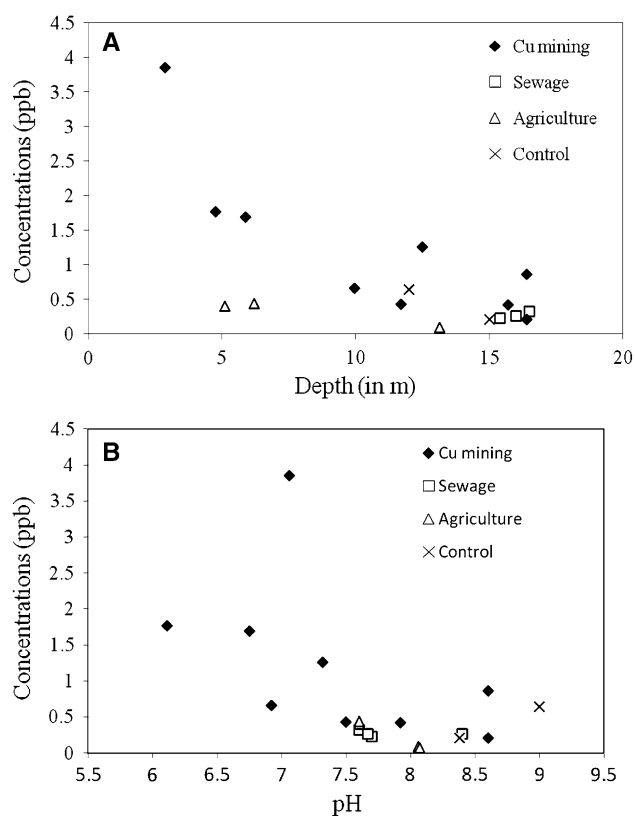 A
4.5
4
3.5
3
2.5
2
1.5
1
0.5
0
Concentrations (ppb)
Cu mining
Sewage
Agriculture
Control
0 5 10 15 20
Depth (in m)
B
4.5
4
3.5
3
2.5
2
1.5
1
0.5
0
Concentrations (ppb)
Cu mining
Sewage
Agriculture
Control
5.5 6 6.5 7 7.5 8 8.5 9 9.5
pH